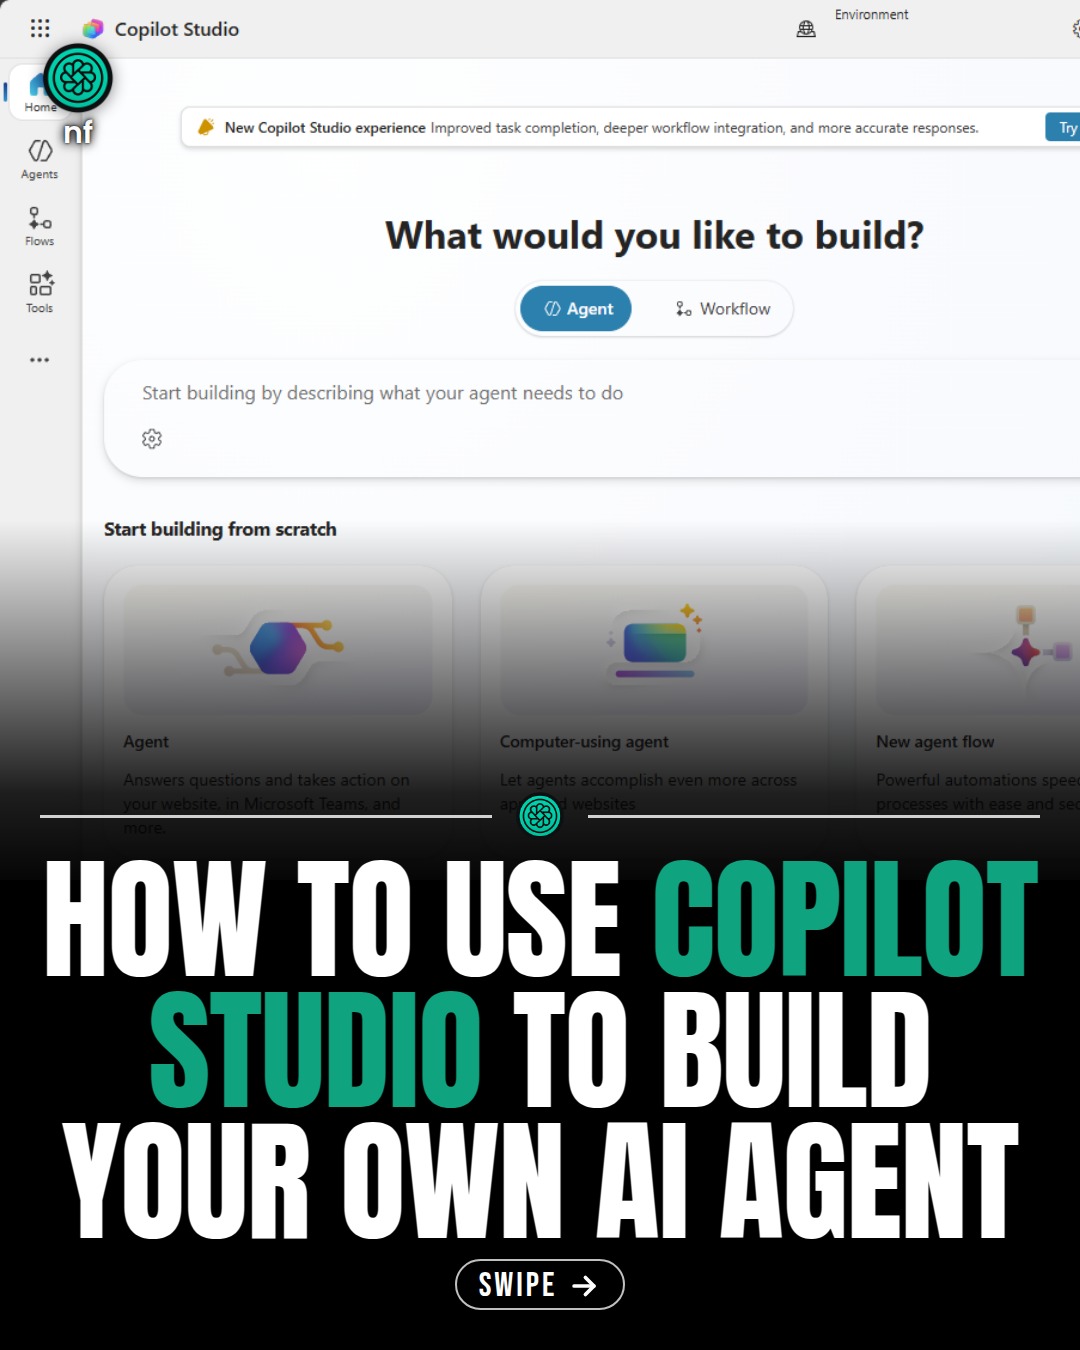 Copilot Studio
Environment
Home
nf
New Copilot Studio experience Improved task completion, deeper workflow integration, and more accurate responses.
Try
Agents
Flows
Tools
What would you like to build?
Agent
Workflow
Start building by describing what your agent needs to do
Start building from scratch
Agent
Answers questions and takes action on
your website, in Microsoft Teams, and
more.
Computer-using agent
Let agents accomplish even more across
websites
New agent flow
Powerful automations
processes with ease and
HOW TO USE COPILOT
STUDIO TO BUILD
YOUR OWN AI AGENT
SWIPE